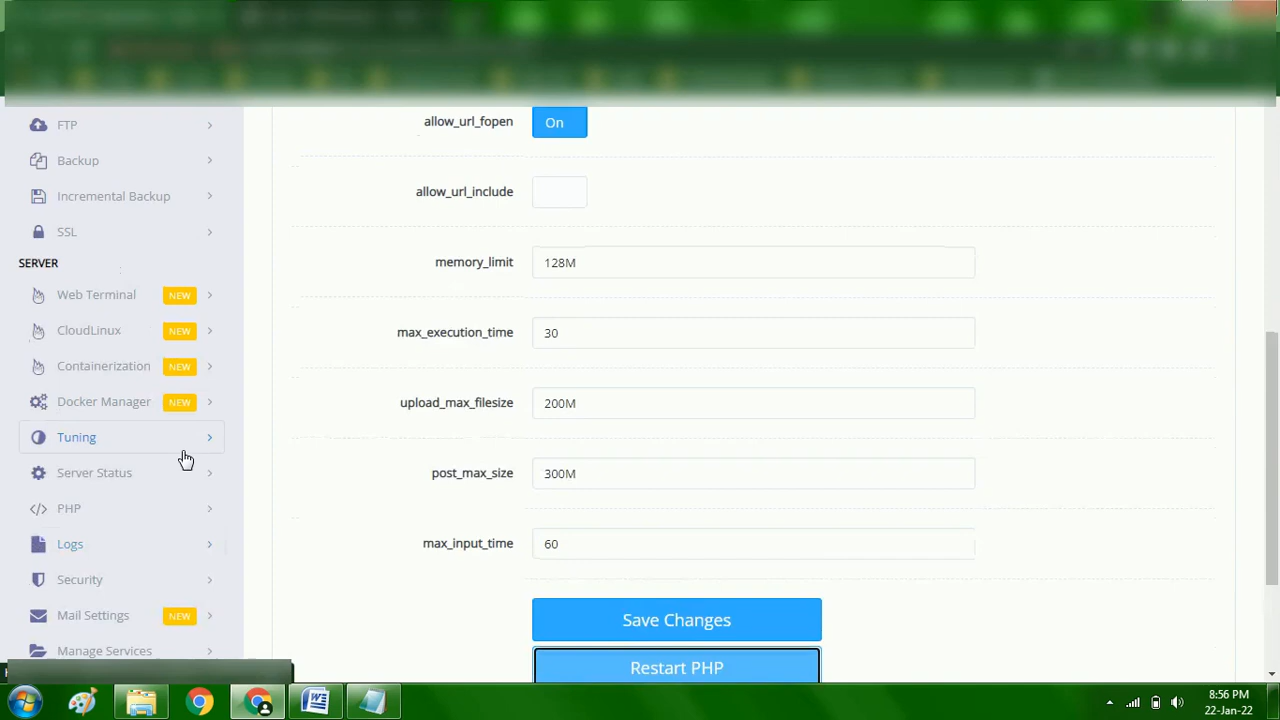 FTP
Backup
Incremental Backup
SSL
SERVER
Web Terminal NEW
CloudLinux NEW
Containerization NEW
Docker Manager NEW
Tuning
Server Status
PHP
Logs
Security
Mail Settings NEW
Manage Services
allow_url_fopen On
allow_url_include
memory_limit 128M
max_execution_time 30
upload_max_filesize 200M
post_max_size 300M
max_input_time 60
Save Changes
Restart PHP
8:56 PM
22-Jan-22